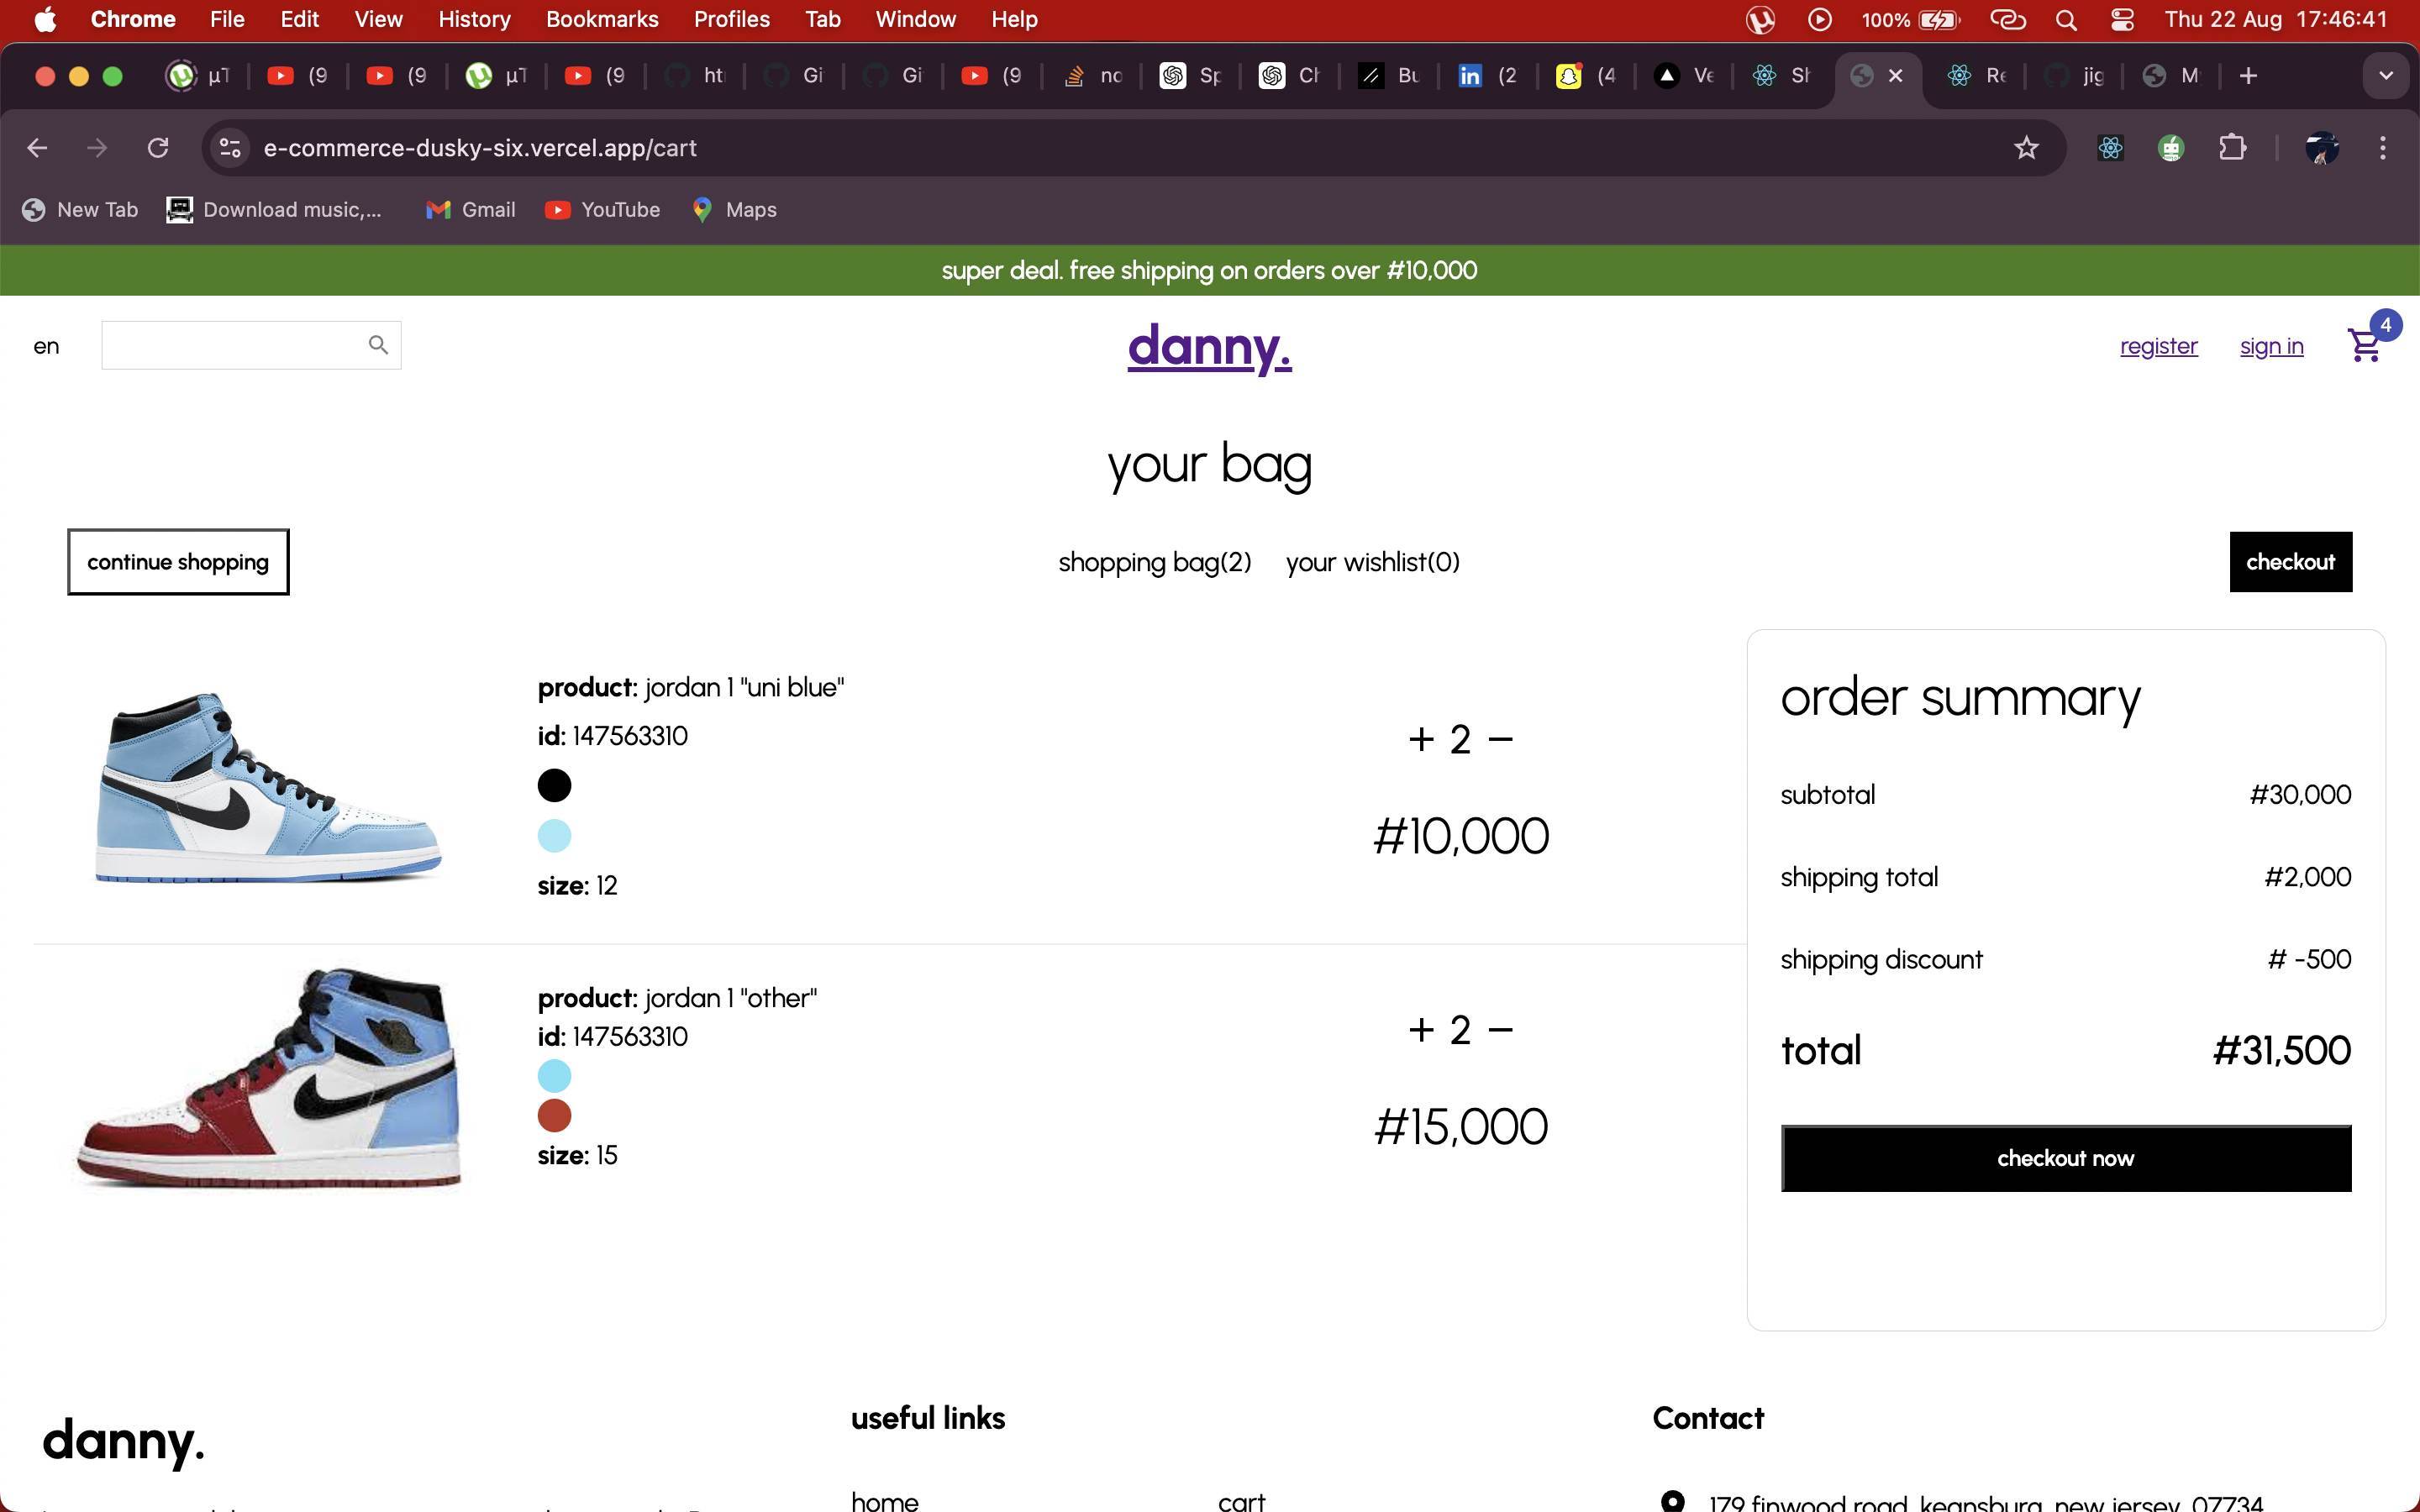 Chrome File Edit View History Bookmarks Profiles Tab Window Help 100% Thu 22 Aug 17:46:41
µT (9 (9 µT (9 ht Gi Gi (9 no Sp Ch Bu (2 (4 Ve Sh Re jig M
e-commerce-dusky-six.vercel.app/cart
New Tab Download music,... Gmail YouTube Maps
super deal. free shipping on orders over #10,000
en danny. register sign in 4
your bag
continue shopping shopping bag(2) your wishlist(0) checkout
product: jordan 1 "uni blue"
id: 147563310
size: 12
+ 2 −
#10,000
product: jordan 1 "other"
id: 147563310
size: 15
+ 2 −
#15,000
order summary
subtotal #30,000
shipping total #2,000
shipping discount # -500
total #31,500
checkout now
danny.
useful links
home cart
Contact
179 finwood road, keansburg, new jersey, 07734